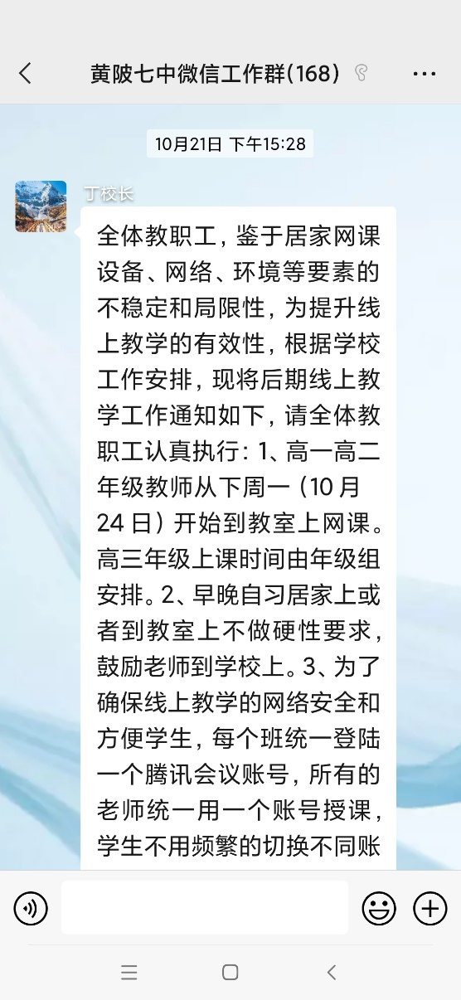 黄陂七中微信工作群(168)
10月21日 下午15:28
丁校长
全体教职工，鉴于居家网课
设备、网络、环境等要素的
不稳定和局限性，为提升线
上教学的有效性，根据学校
工作安排，现将后期线上教
学工作通知如下，请全体教
职工认真执行：1、高一高二
年级教师从下周一（10 月
24 日）开始到教室上网课。
高三年级上课时间由年级组
安排。2、早晚自习居家上或
者到教室上不做硬性要求，
鼓励老师到学校上。3、为了
确保线上教学的网络安全和
方便学生，每个班统一登陆
一个腾讯会议账号，所有的
老师统一用一个账号授课，
学生不用频繁的切换不同账